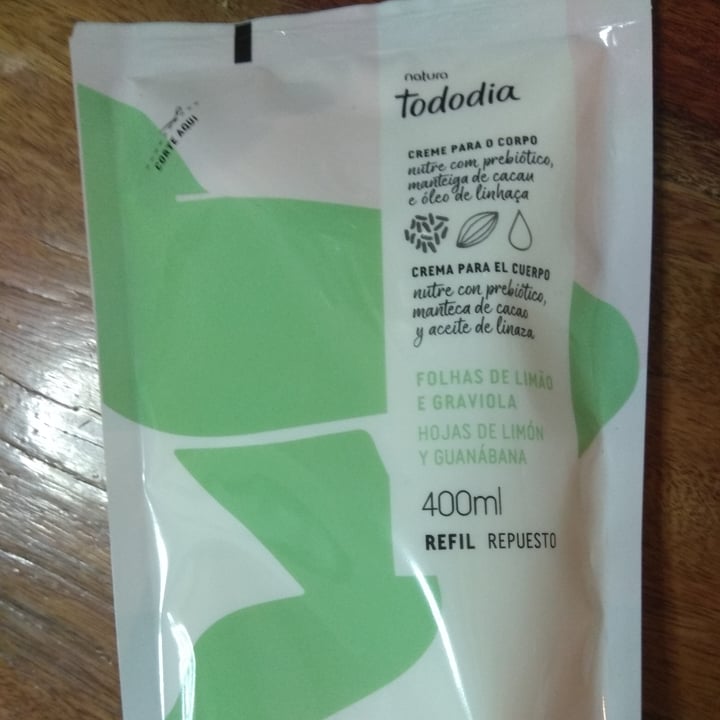 natura
Tododia
CORTE AQUI
CREME PARA O CORPO
nutre com prebiótico,
manteiga de cacau
e óleo de linhaça
CREMA PARA EL CUERPO
nutre con prebiótico,
manteca de cacao
y aceite de linaza
FOLHAS DE LIMÃO
E GRAVIOLA
HOJAS DE LIMÓN
Y GUANÁBANA
400ml
REFIL REPUESTO